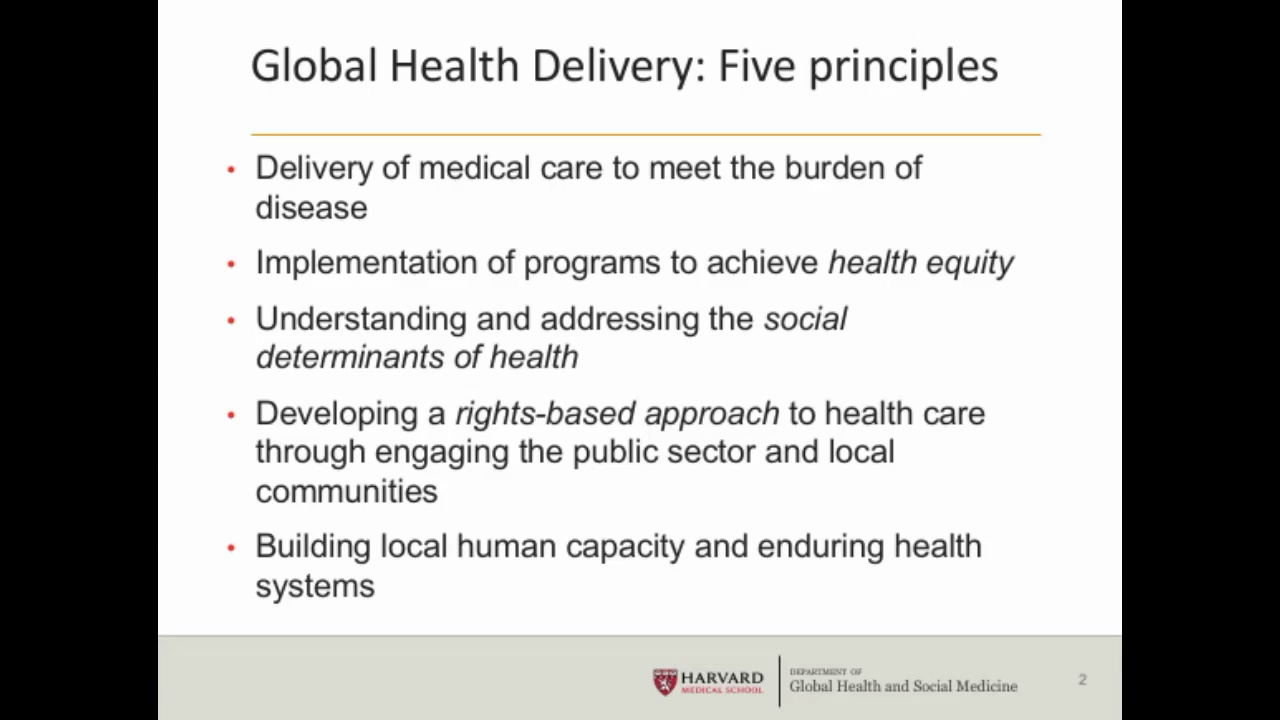 Global Health Delivery: Five principles
• Delivery of medical care to meet the burden of
disease
• Implementation of programs to achieve health equity
• Understanding and addressing the social
determinants of health
• Developing a rights-based approach to health care
through engaging the public sector and local
communities
• Building local human capacity and enduring health
systems
HARVARD
MEDICAL SCHOOL
DEPARTMENT OF
Global Health and Social Medicine
2